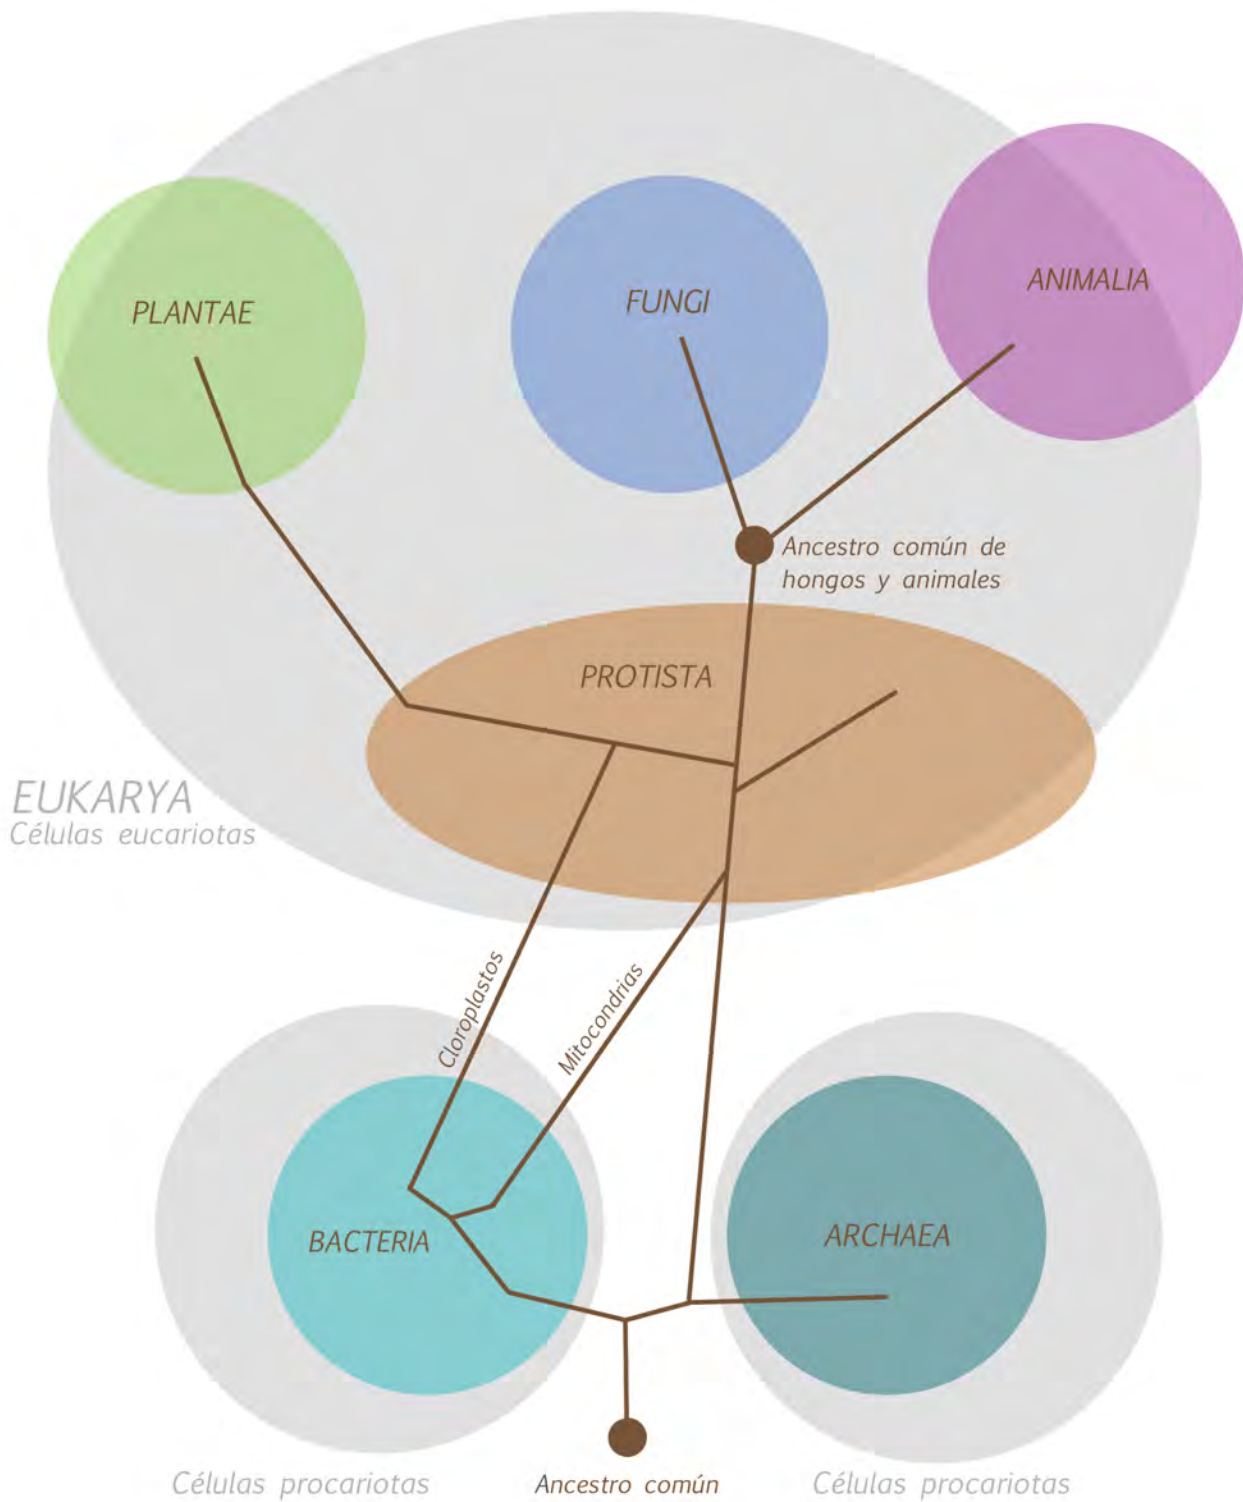 PLANTAE
FUNGI
ANIMALIA
Ancestro común de
hongos y animales
PROTISTA
EUKARYA
Células eucariotas
Cloroplastos
Mitocondrias
BACTERIA
ARCHAEA
Células procariotas
Ancestro común
Células procariotas